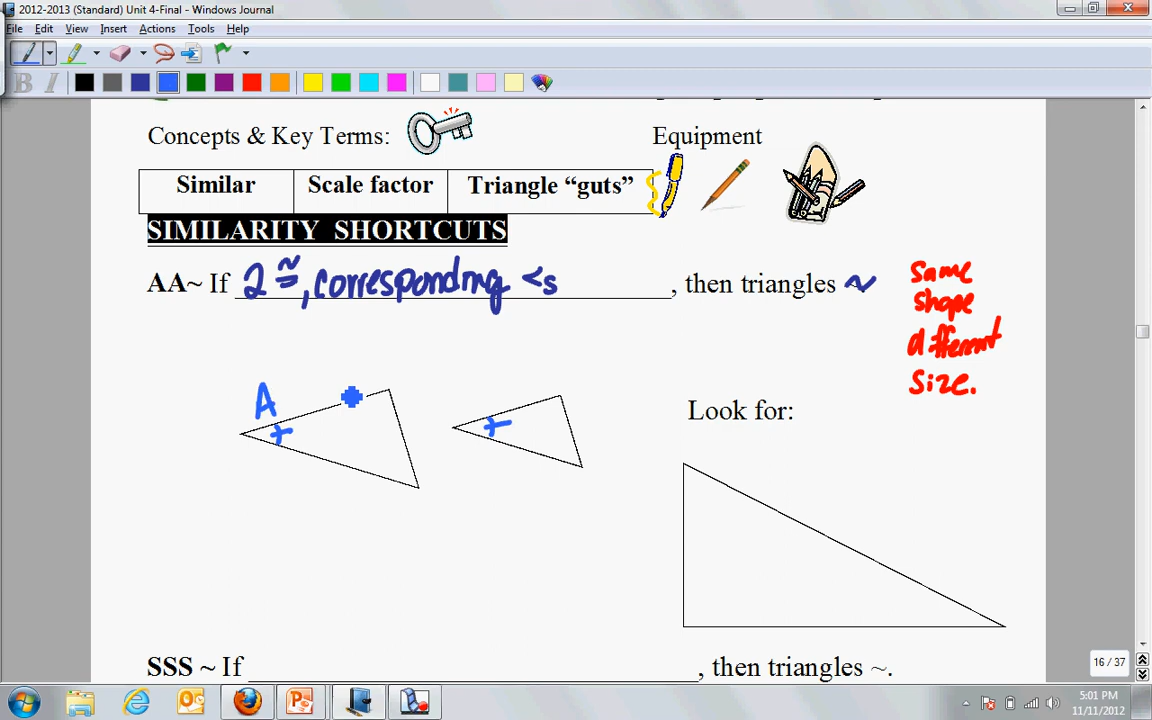 2012-2013 (Standard) Unit 4-Final - Windows Journal
File Edit View Insert Actions Tools Help
B I
Concepts & Key Terms: Equipment
Similar Scale factor Triangle “guts”
SIMILARITY SHORTCUTS
AA~ If 2 ≅, corresponding <s, then triangles ~
same
shape
different
size.
A
Look for:
SSS ~ If ____, then triangles ~.
16 / 37
5:01 PM
11/11/2012